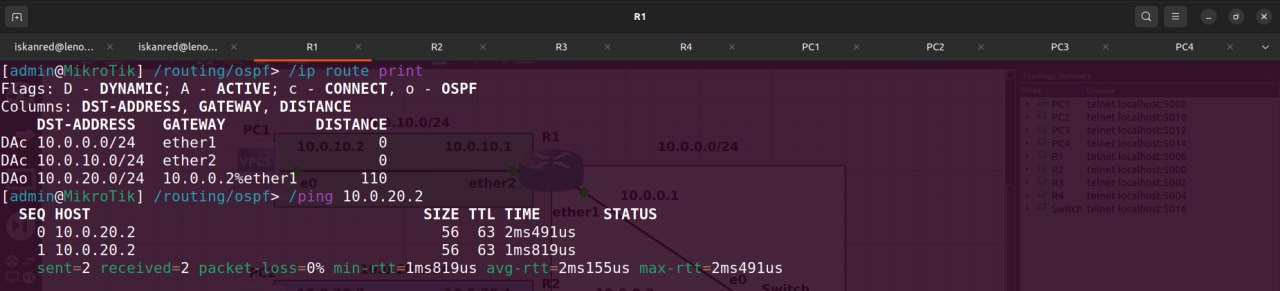 R1
iskanred@leno... × iskanred@leno... × R1 × R2 × R3 × R4 × PC1 × PC2 × PC3 × PC4
[admin@MikroTik] /routing/ospf> /ip route print
Flags: D - DYNAMIC; A - ACTIVE; c - CONNECT, o - OSPF
Columns: DST-ADDRESS, GATEWAY, DISTANCE
DST-ADDRESS GATEWAY DISTANCE
DAc 10.0.0.0/24 ether1 0
DAc 10.0.10.0/24 ether2 0
DAo 10.0.20.0/24 10.0.0.2%ether1 110
[admin@MikroTik] /routing/ospf> /ping 10.0.20.2
SEQ HOST SIZE TTL TIME STATUS
0 10.0.20.2 56 63 2ms491us
1 10.0.20.2 56 63 1ms819us
sent=2 received=2 packet-loss=0% min-rtt=1ms819us avg-rtt=2ms155us max-rtt=2ms491us
PC1
.10.0/24
R1
10.0.10.2
10.0.10.1
10.0.0.0/24
VPCS
e0
ether2
10.0.0.1
ether1
e0
Switch
R2
Topology Summary
Node Console
PC1 telnet localhost:5008
PC2 telnet localhost:5010
PC3 telnet localhost:5012
PC4 telnet localhost:5014
R1 telnet localhost:5006
R2 telnet localhost:5000
R3 telnet localhost:5002
R4 telnet localhost:5004
Switch telnet localhost:5016